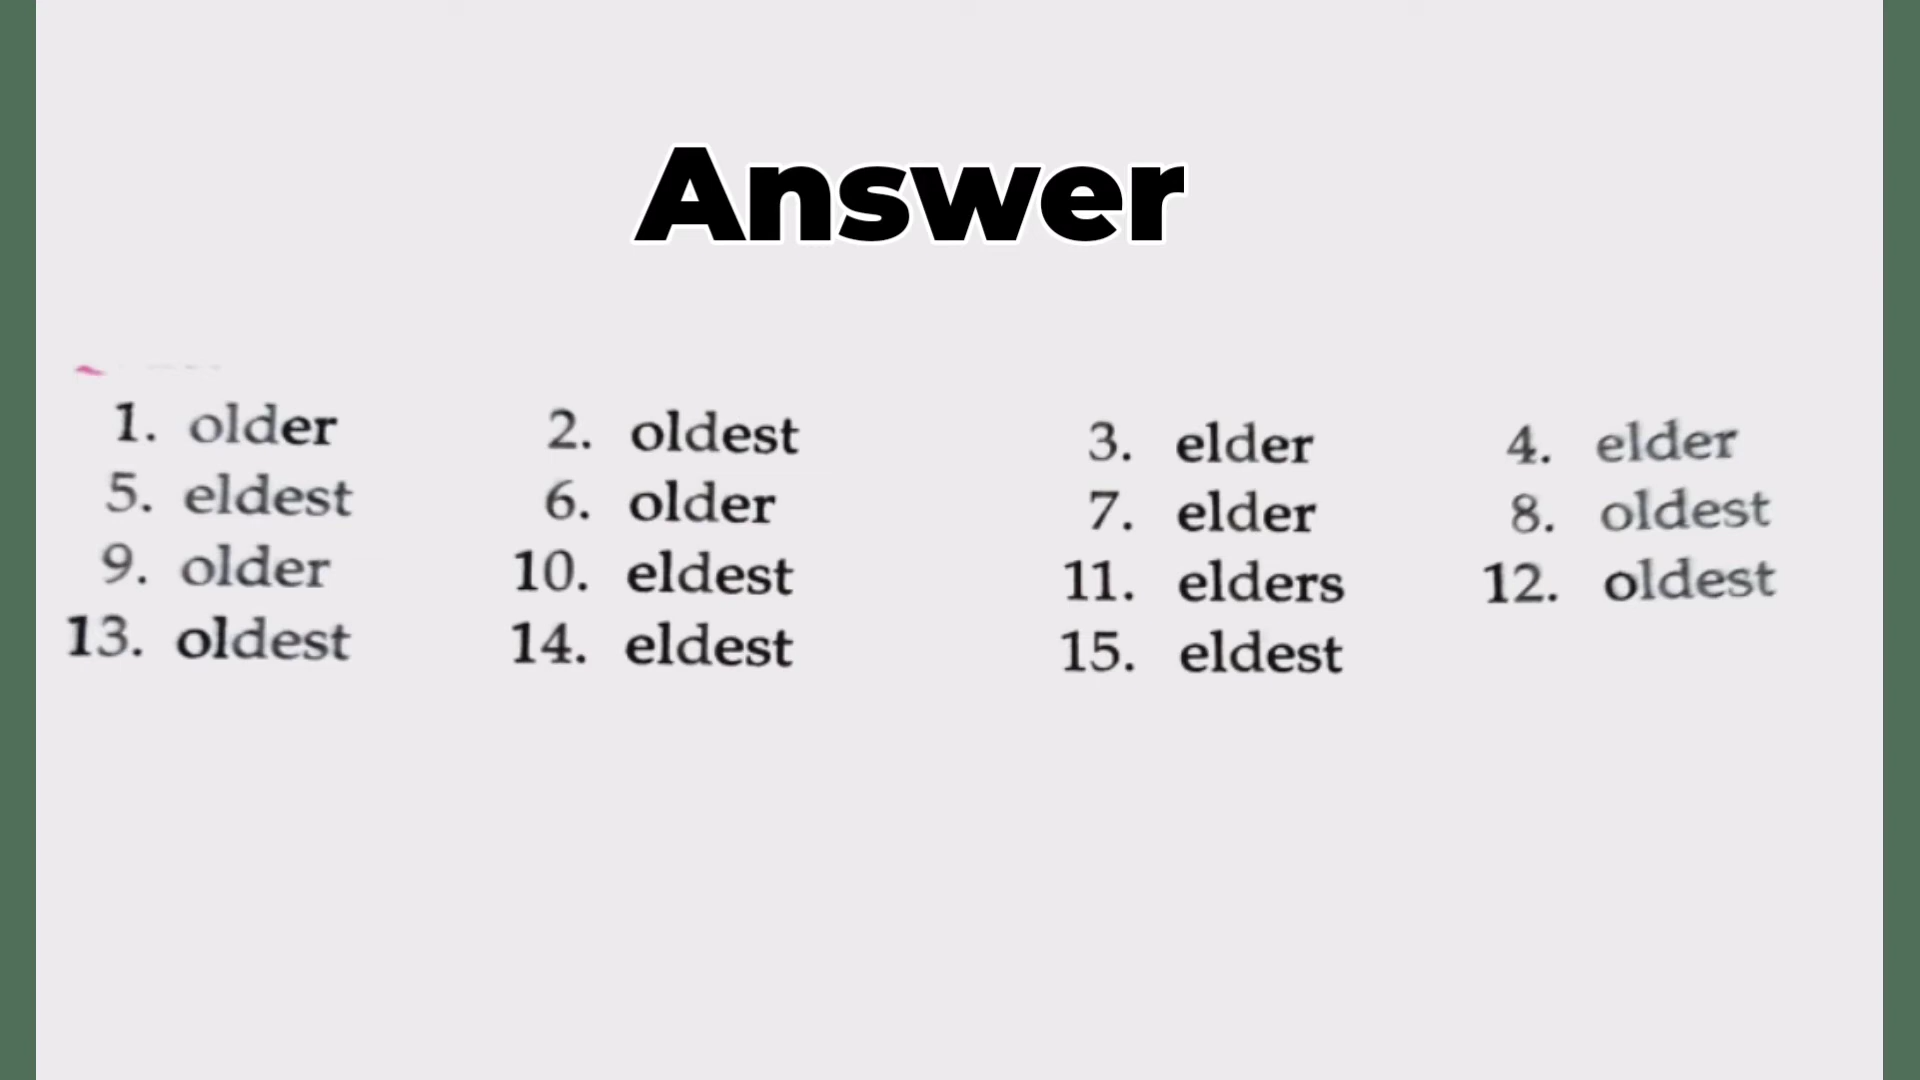 Answer
1. older 2. oldest 3. elder 4. elder
5. eldest 6. older 7. elder 8. oldest
9. older 10. eldest 11. elders 12. oldest
13. oldest 14. eldest 15. eldest